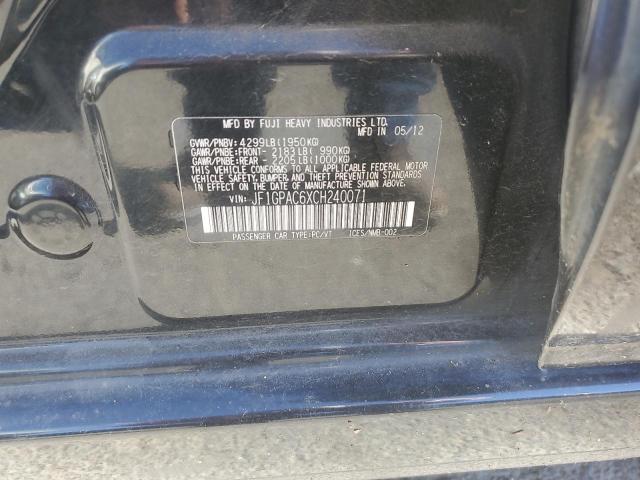 MFD BY FUJI HEAVY INDUSTRIES LTD.
MFD IN 05/12
GVWR/PNBV: 4299LB(1950KG)
GAWR/PNBE:FRONT- 2183LB( 990KG)
GAWR/PNBE:REAR - 2205LB(1000KG)
THIS VEHICLE CONFORMS TO ALL APPLICABLE FEDERAL MOTOR
VEHICLE SAFETY, BUMPER, AND THEFT PREVENTION STANDARDS
IN EFFECT ON THE DATE OF MANUFACTURE SHOWN ABOVE.
VIN: JF1GPAC6XCH240071
PASSENGER CAR TYPE:PC/VT ICES/NMB-002